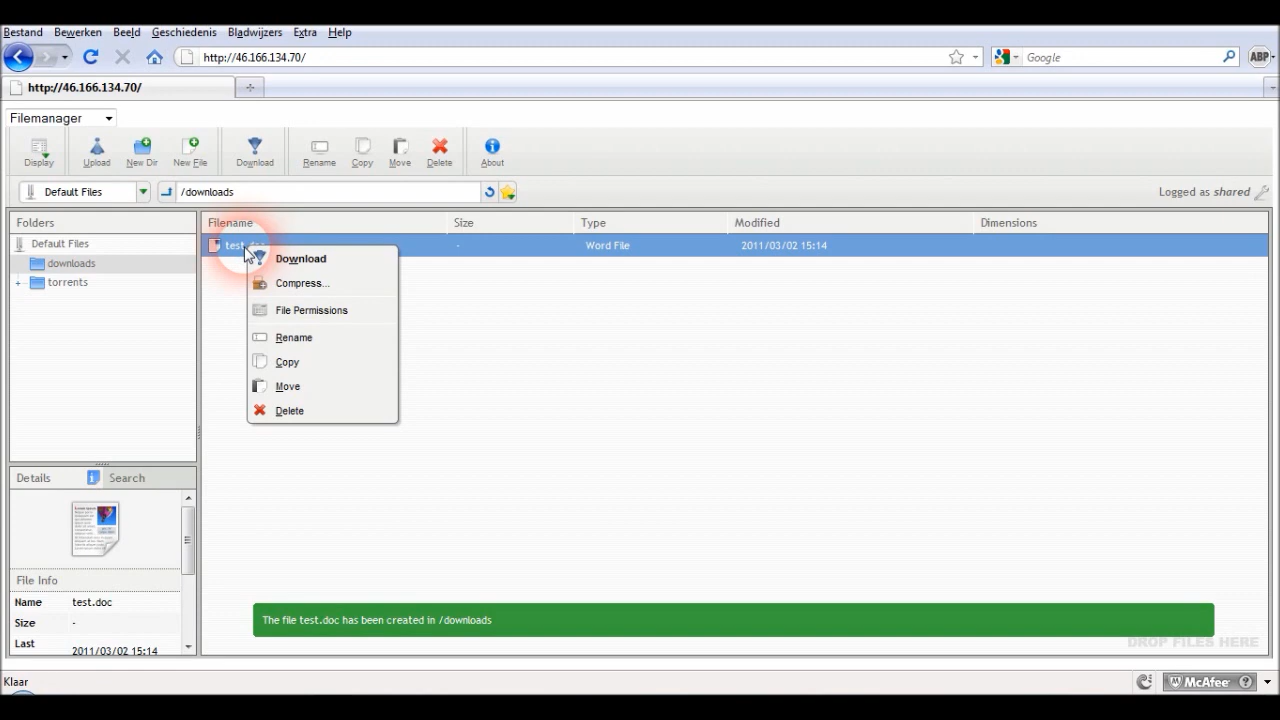 Bestand Bewerken Beeld Geschiedenis Bladwijzers Extra Help
http://46.166.134.70/ Google ABP
http://46.166.134.70/
Filemanager
Display Upload New Dir New File Download Rename Copy Move Delete About
Default Files /downloads Logged as shared
Folders Filename Size Type Modified Dimensions
Default Files
downloads
torrents
test.doc - Word File 2011/03/02 15:14
Download
Compress...
File Permissions
Rename
Copy
Move
Delete
Details Search
File Info
Name test.doc
Size -
Last 2011/03/02 15:14
The file test.doc has been created in /downloads
DROP FILES HERE
Klaar McAfee